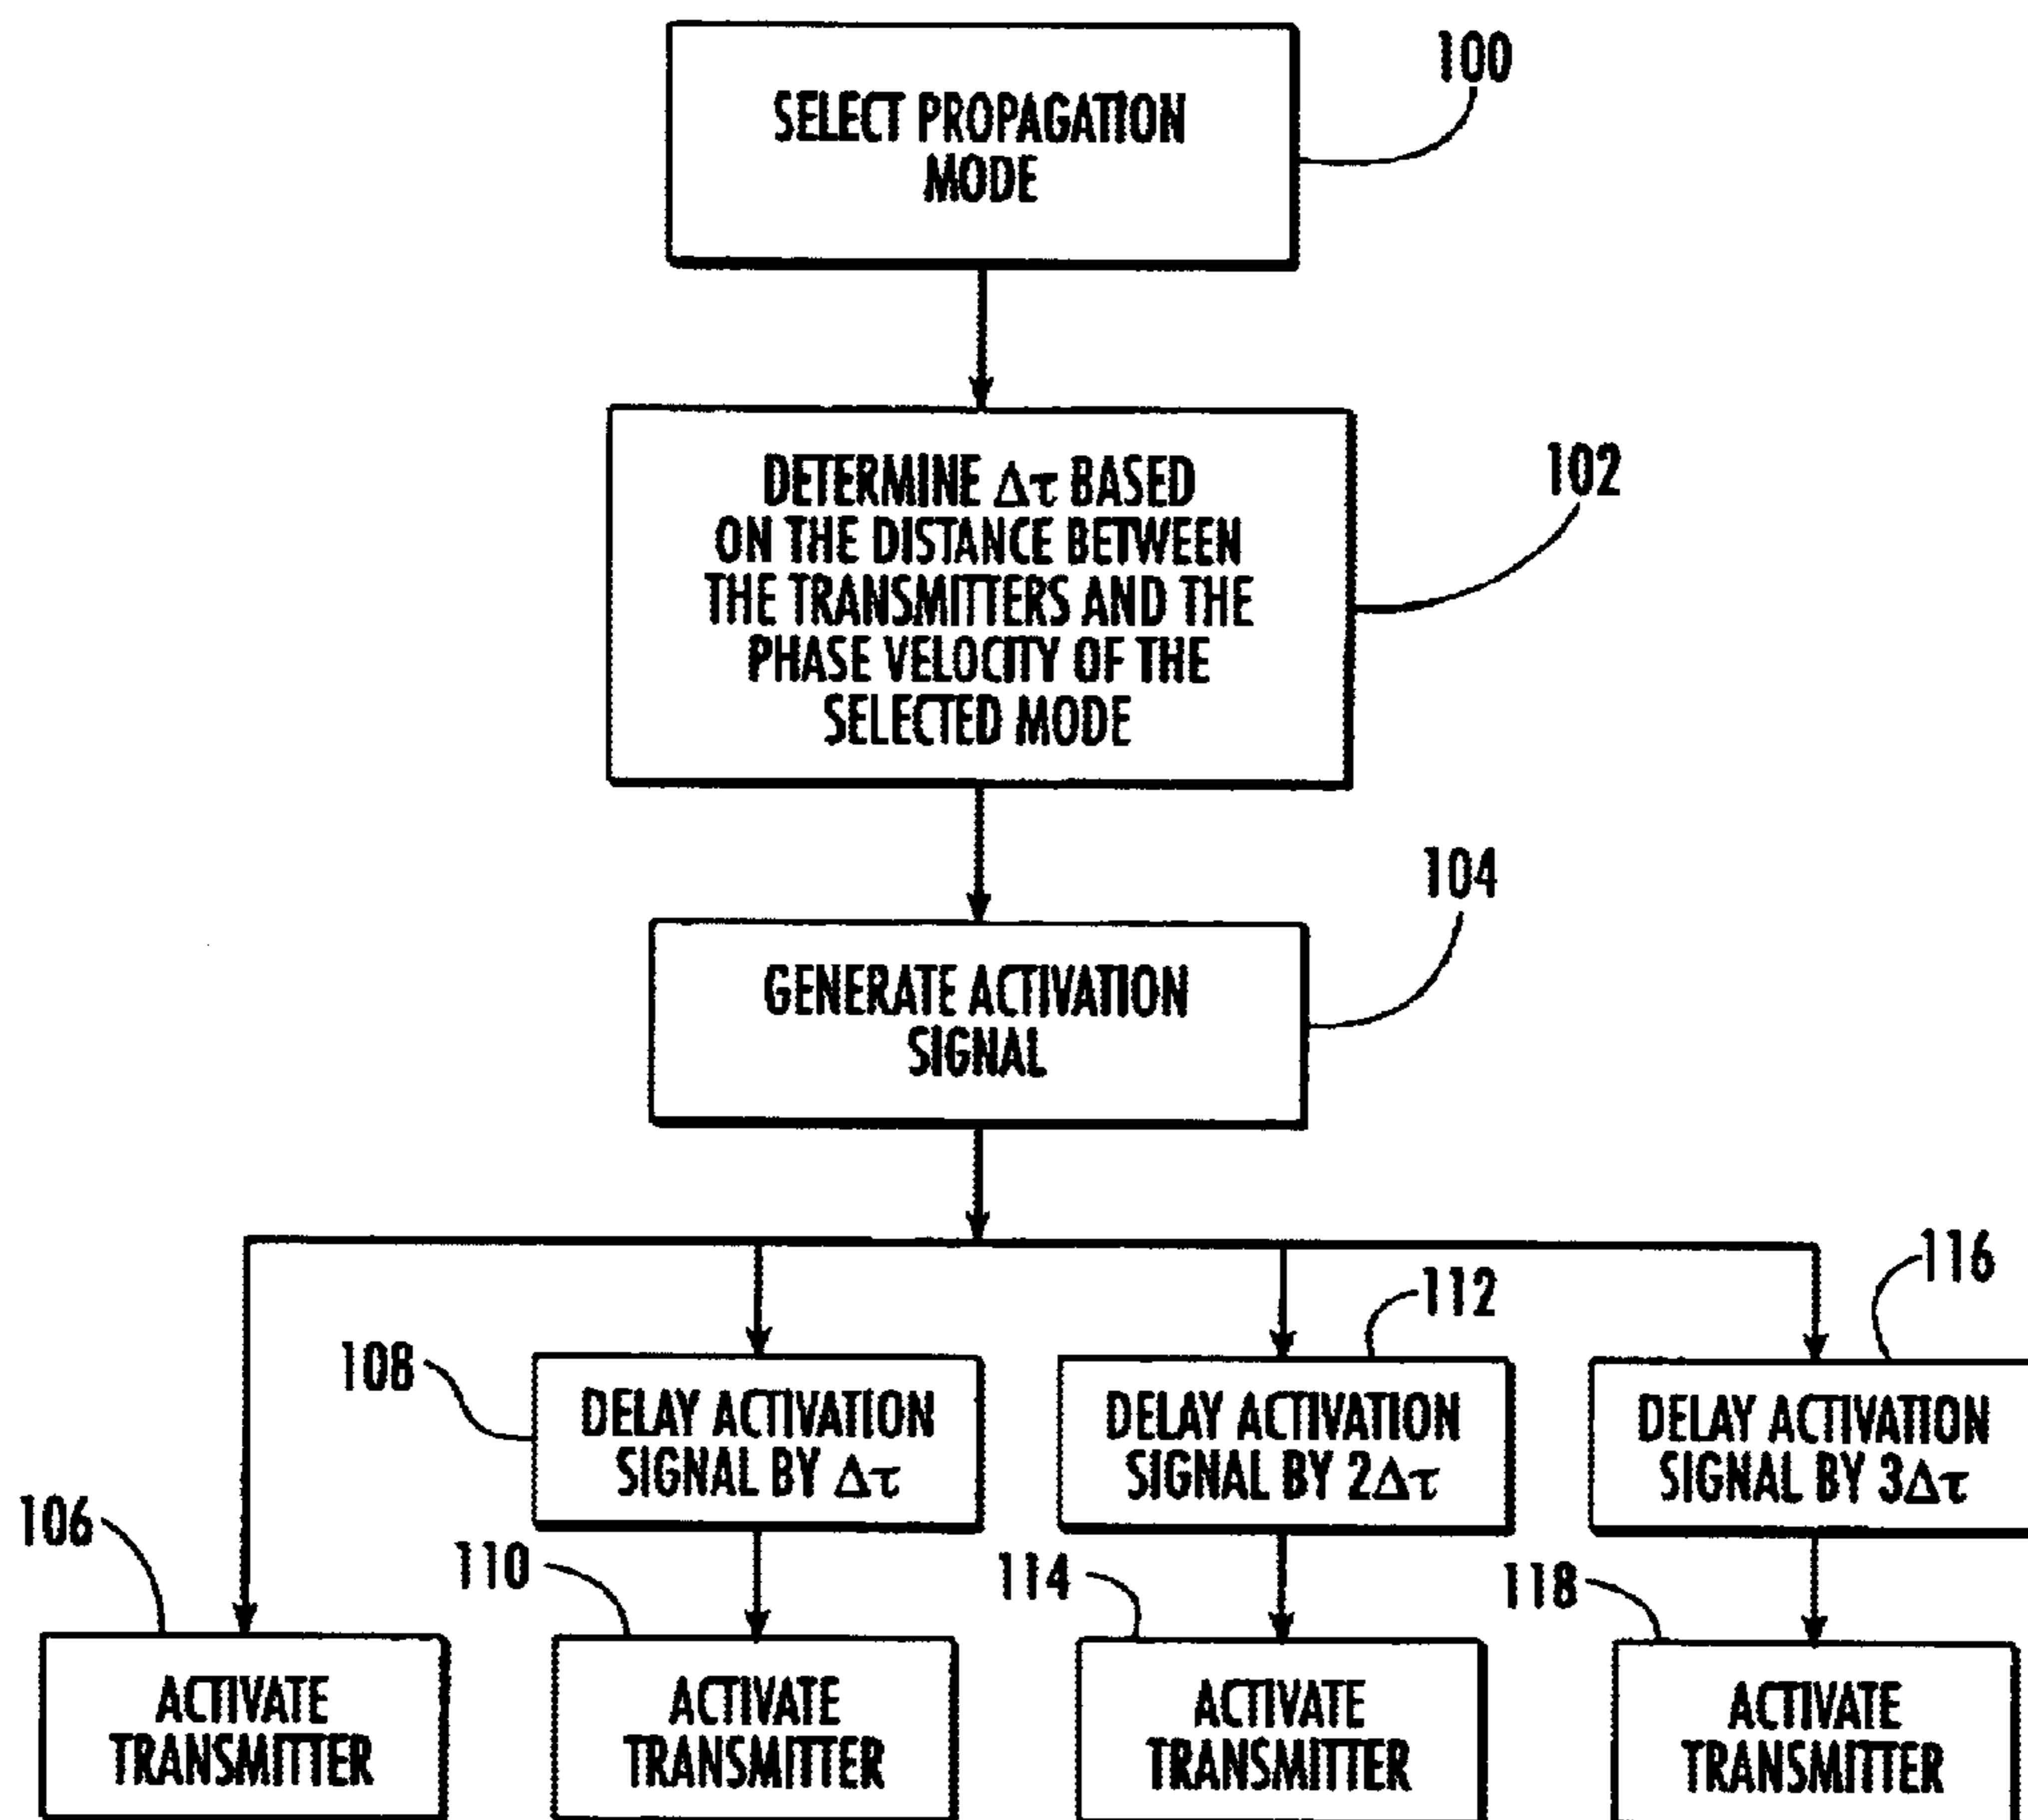 100
SELECT PROPAGATION
MODE
102
DETERMINE Δτ BASED
ON THE DISTANCE BETWEEN
THE TRANSMITTERS AND THE
PHASE VELOCITY OF THE
SELECTED MODE
104
GENERATE ACTIVATION
SIGNAL
108
DELAY ACTIVATION
SIGNAL BY Δτ
112
DELAY ACTIVATION
SIGNAL BY 2Δτ
116
DELAY ACTIVATION
SIGNAL BY 3Δτ
106
ACTIVATE
TRANSMITTER
110
ACTIVATE
TRANSMITTER
114
ACTIVATE
TRANSMITTER
118
ACTIVATE
TRANSMITTER